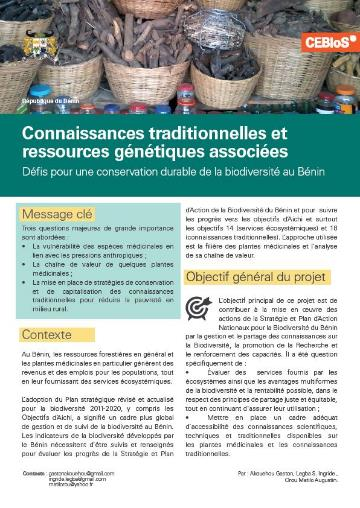 CEBioS
République du Bénin
Connaissances traditionnelles et
ressources génétiques associées
Défis pour une conservation durable de la biodiversité au Bénin
Message clé
Trois questions majeures de grande importance
sont abordées :
• La vulnérabilité des espèces médicinales en
lien avec les pressions anthropiques ;
• La chaîne de valeur de quelques plantes
médicinales ;
• La mise en place de stratégies de conservation
et de capitalisation des connaissances
traditionnelles pour réduire la pauvreté en
milieu rural.
Contexte
Au Bénin, les ressources forestières en général et
les plantes médicinales en particulier génèrent des
revenus et des emplois pour les populations, tout
en leur fournissant des services écosystémiques.
L'adoption du Plan stratégique révisé et actualisé
pour la biodiversité 2011-2020, y compris les
Objectifs d'Aichi, a signifié un cadre plus global
de gestion et de suivi de la biodiversité au Bénin.
Les indicateurs de la biodiversité développés par
le Bénin nécessitent d'être suivis et renseignés
pour évaluer les progrès de la Stratégie et Plan
d'Action de la Biodiversité du Bénin et pour suivre
les progrès vers les objectifs d'Aichi et surtout
les objectifs 14 (services écosystémiques) et 18
(connaissances traditionnelles). L'approche utilisée
est la filière des plantes médicinales et l'analyse
de sa chaîne de valeur.
Objectif général du projet
L'objectif principal de ce projet est de
contribuer à la mise en œuvre des
actions de la Stratégie et Plan d'Action
Nationaux pour la Biodiversité du Bénin
par la gestion et le partage des connaissances sur
la Biodiversité, la promotion de la Recherche et
le renforcement des capacités. Il a été question
spécifiquement de :
• Évaluer des services fournis par les
écosystèmes ainsi que les avantages multiformes
de la biodiversité et la rentabilité possible, dans le
respect des principes de partage juste et équitable,
tout en continuant d'assurer leur utilisation ;
• Mettre en place un cadre adéquat
d'accessibilité des connaissances scientifiques,
techniques et traditionnelles disponibles sur
les plantes médicinales et les connaissances
traditionnelles.
Contacts : gastonakouehou@gmail.com
Par : Akouehou Gaston, Legba S. Ingride,
Orou Matilo Augustin.